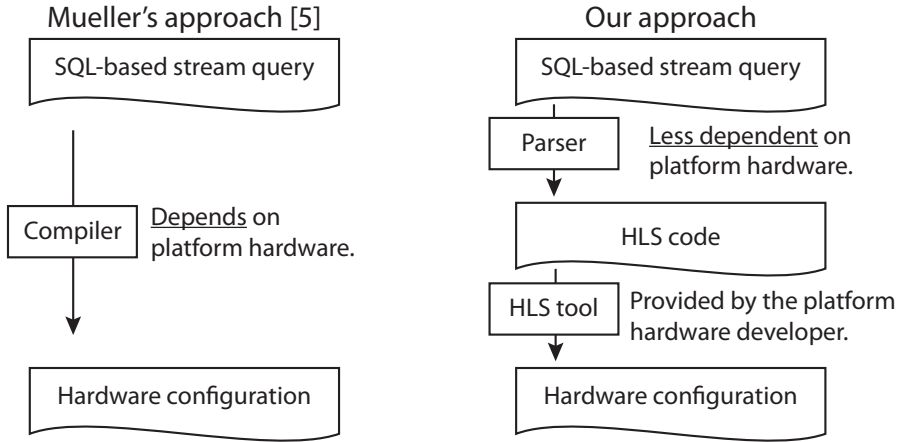 Mueller's approach [5]
SQL-based stream query
Compiler
Depends on
platform hardware.
Hardware configuration
Our approach
SQL-based stream query
Parser
Less dependent on
platform hardware.
HLS code
HLS tool
Provided by the platform
hardware developer.
Hardware configuration